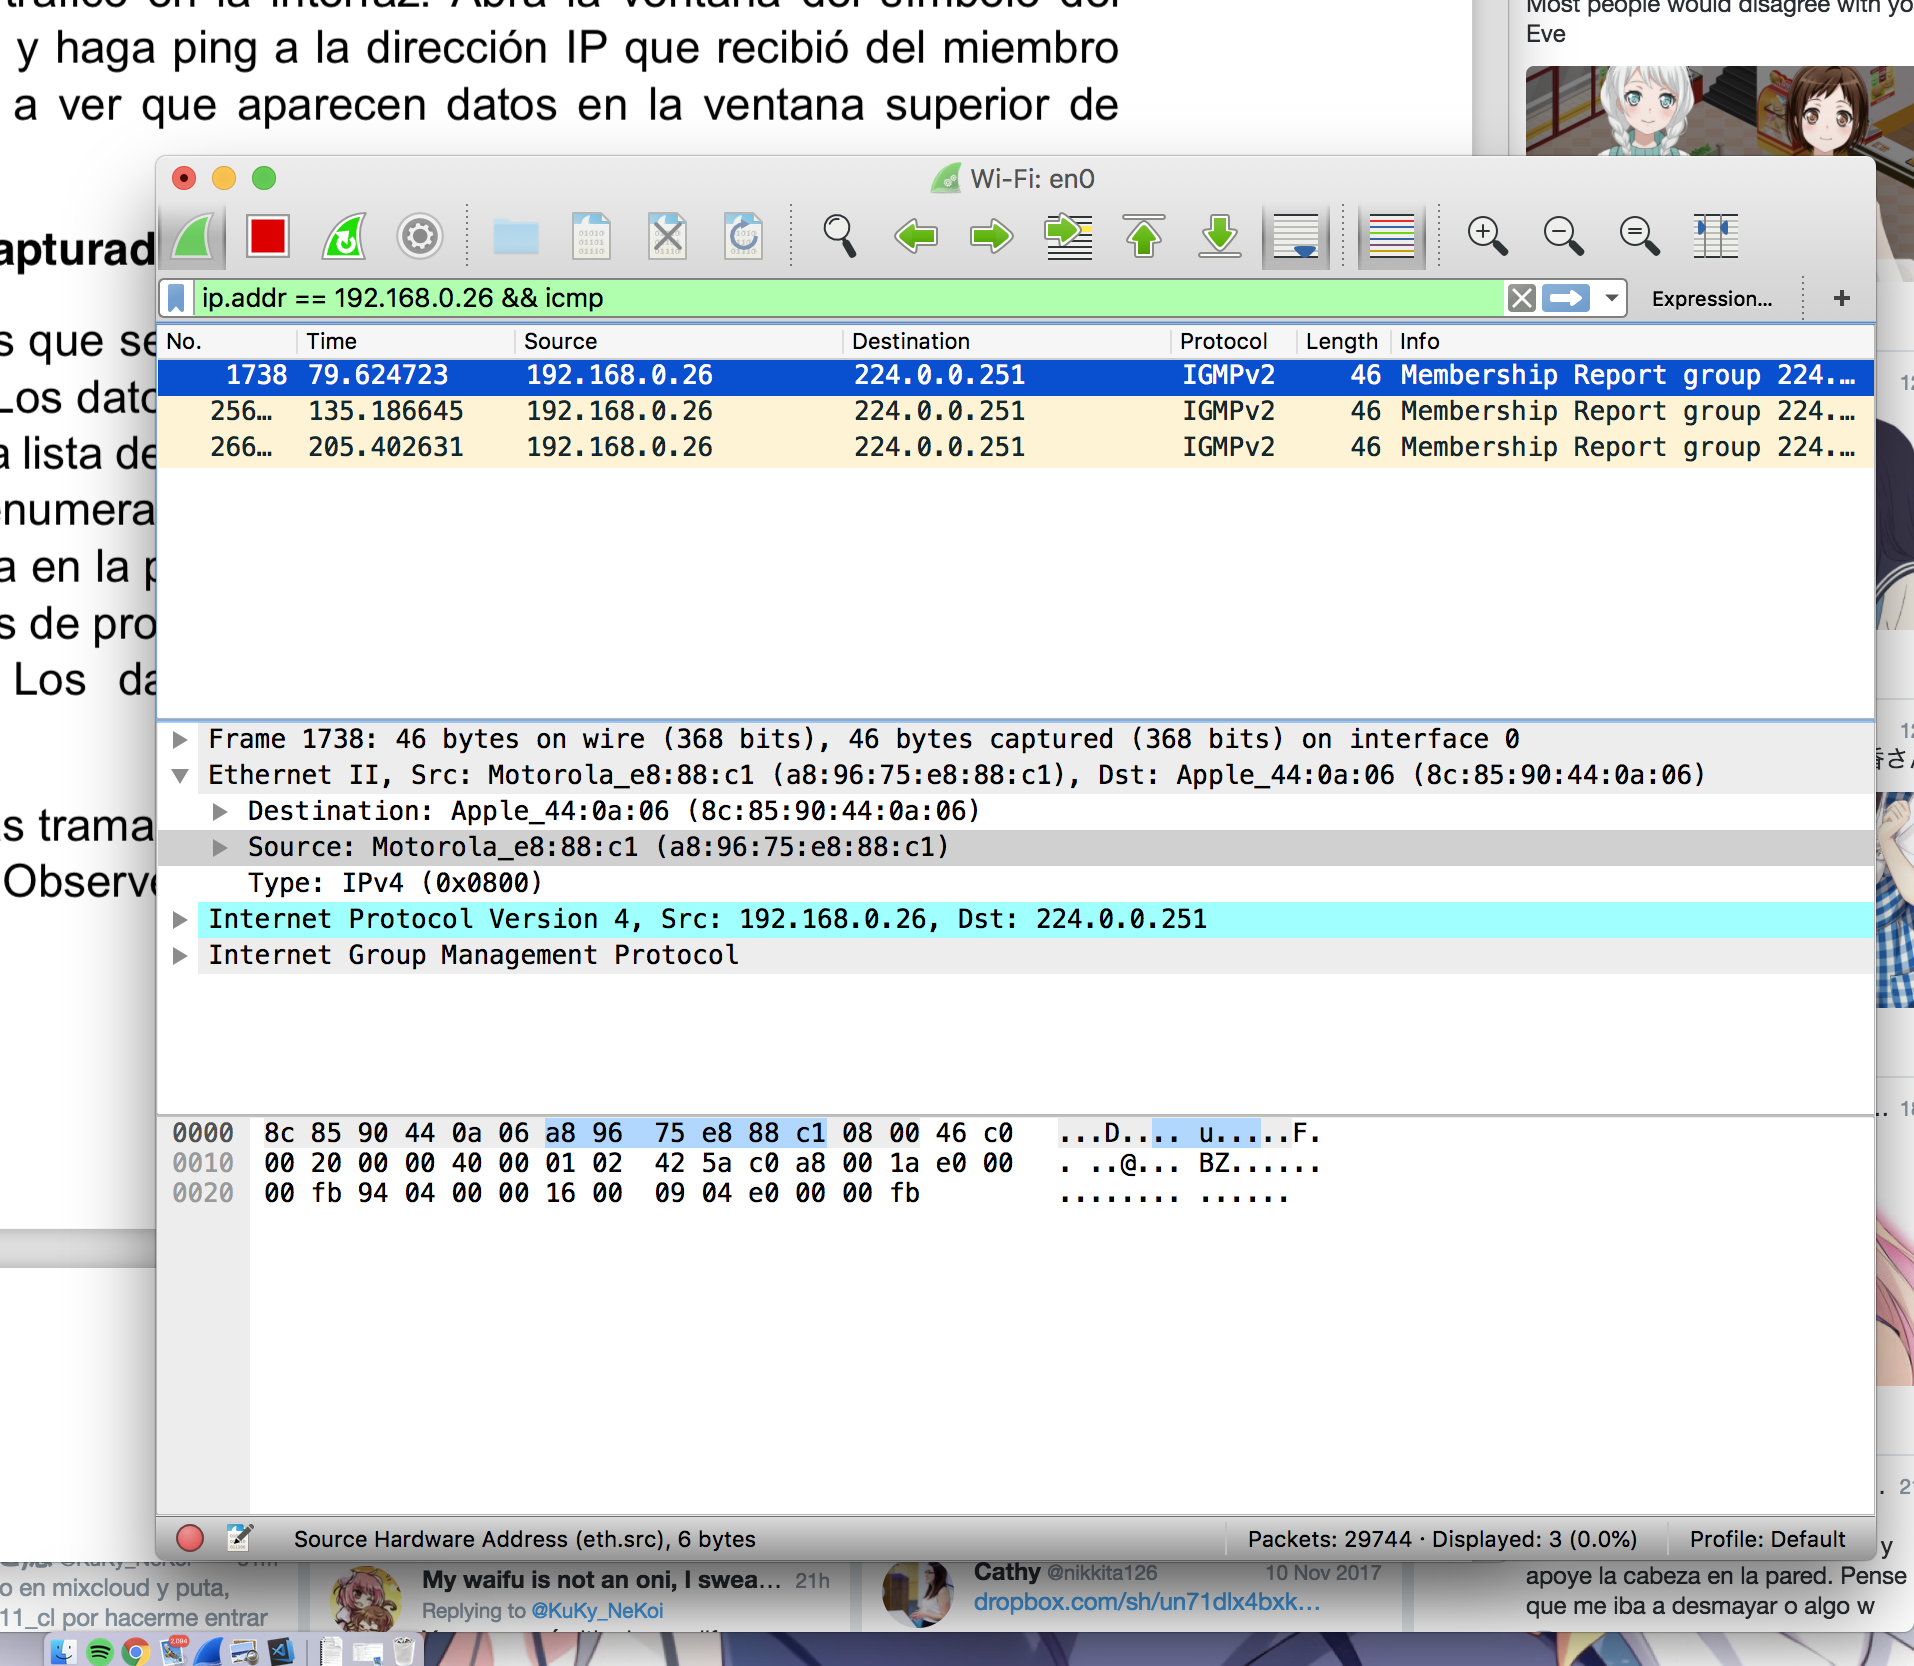 y haga ping a la dirección IP que recibió del miembro
a ver que aparecen datos en la ventana superior de
Most people would disagree with yo
Eve
apturad
s que se
Los dato
a lista de
enumera
a en la p
s de pro
Los da
s trama
Observe
Wi-Fi: en0
ip.addr == 192.168.0.26 && icmp
Expression...
+
No. Time Source Destination Protocol Length Info
1738 79.624723 192.168.0.26 224.0.0.251 IGMPv2 46 Membership Report group 224.…
256… 135.186645 192.168.0.26 224.0.0.251 IGMPv2 46 Membership Report group 224.…
266… 205.402631 192.168.0.26 224.0.0.251 IGMPv2 46 Membership Report group 224.…
Frame 1738: 46 bytes on wire (368 bits), 46 bytes captured (368 bits) on interface 0
Ethernet II, Src: Motorola_e8:88:c1 (a8:96:75:e8:88:c1), Dst: Apple_44:0a:06 (8c:85:90:44:0a:06)
Destination: Apple_44:0a:06 (8c:85:90:44:0a:06)
Source: Motorola_e8:88:c1 (a8:96:75:e8:88:c1)
Type: IPv4 (0x0800)
Internet Protocol Version 4, Src: 192.168.0.26, Dst: 224.0.0.251
Internet Group Management Protocol
0000 8c 85 90 44 0a 06 a8 96 75 e8 88 c1 08 00 46 c0 ...D.... u.....F.
0010 00 20 00 00 40 00 01 02 42 5a c0 a8 00 1a e0 00 . ..@... BZ......
0020 00 fb 94 04 00 00 16 00 09 04 e0 00 00 fb ........ ......
Source Hardware Address (eth.src), 6 bytes
Packets: 29744 · Displayed: 3 (0.0%)
Profile: Default
o en mixcloud y puta,
11_cl por hacerme entrar
My waifu is not an oni, I swea… 21h
Replying to @KuKy_NeKoi
Cathy @nikkita126 10 Nov 2017
dropbox.com/sh/un71dlx4bxk…
y
apoye la cabeza en la pared. Pense
que me iba a desmayar o algo w
2,094